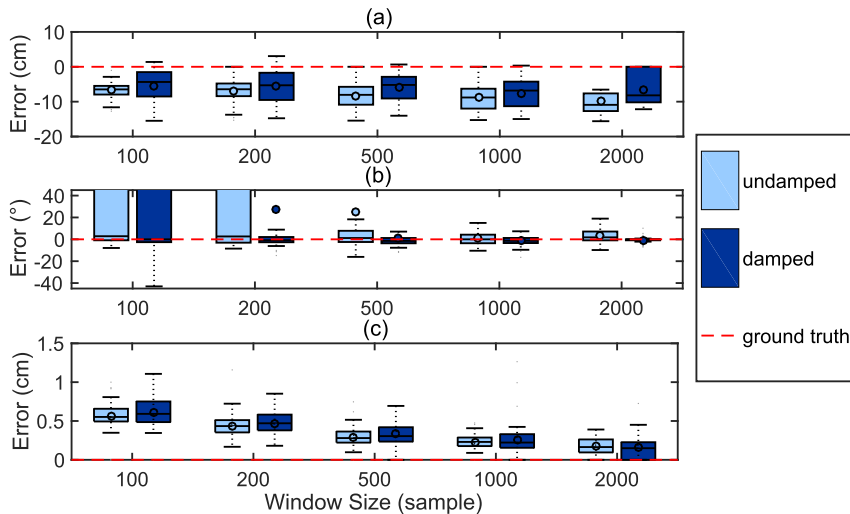 (a)
10
0
-10
-20
Error (cm)
100 200 500 1000 2000
(b)
40
20
0
-20
-40
Error (°)
100 200 500 1000 2000
(c)
1.5
1
0.5
0
Error (cm)
100 200 500 1000 2000
Window Size (sample)
undamped
damped
ground truth